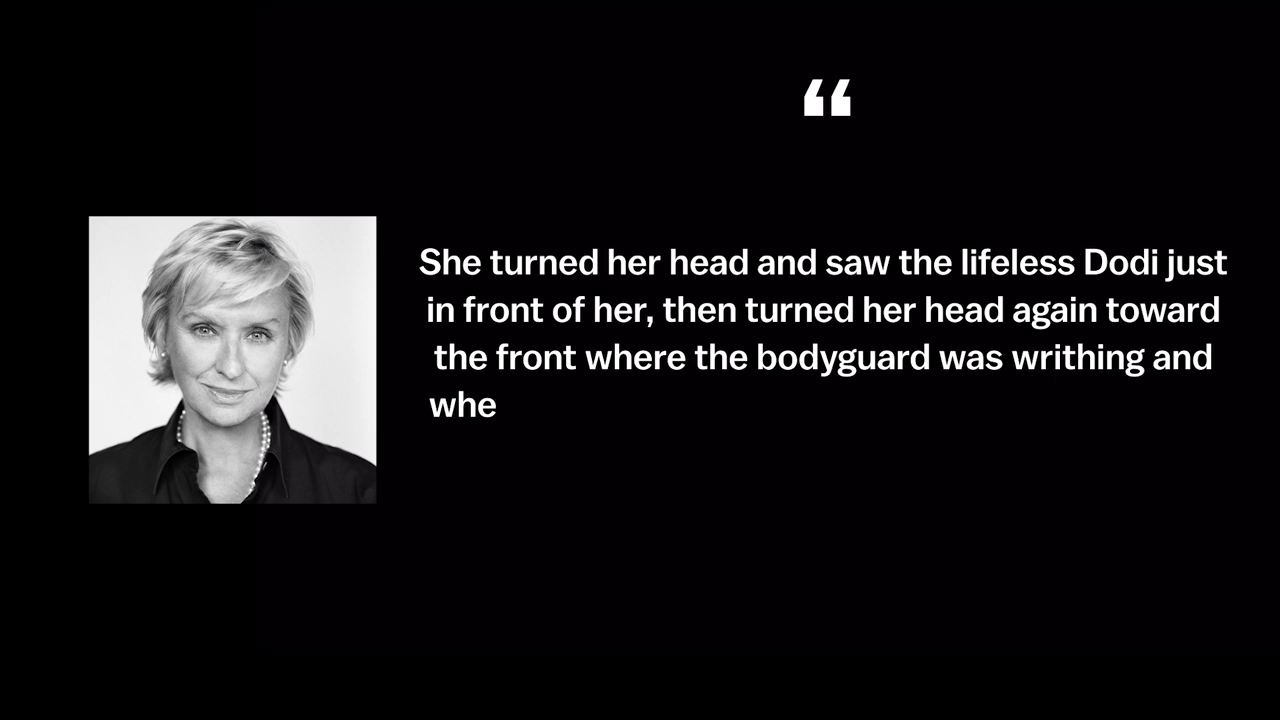 “
She turned her head and saw the lifeless Dodi just
in front of her, then turned her head again toward
the front where the bodyguard was writhing and
whe